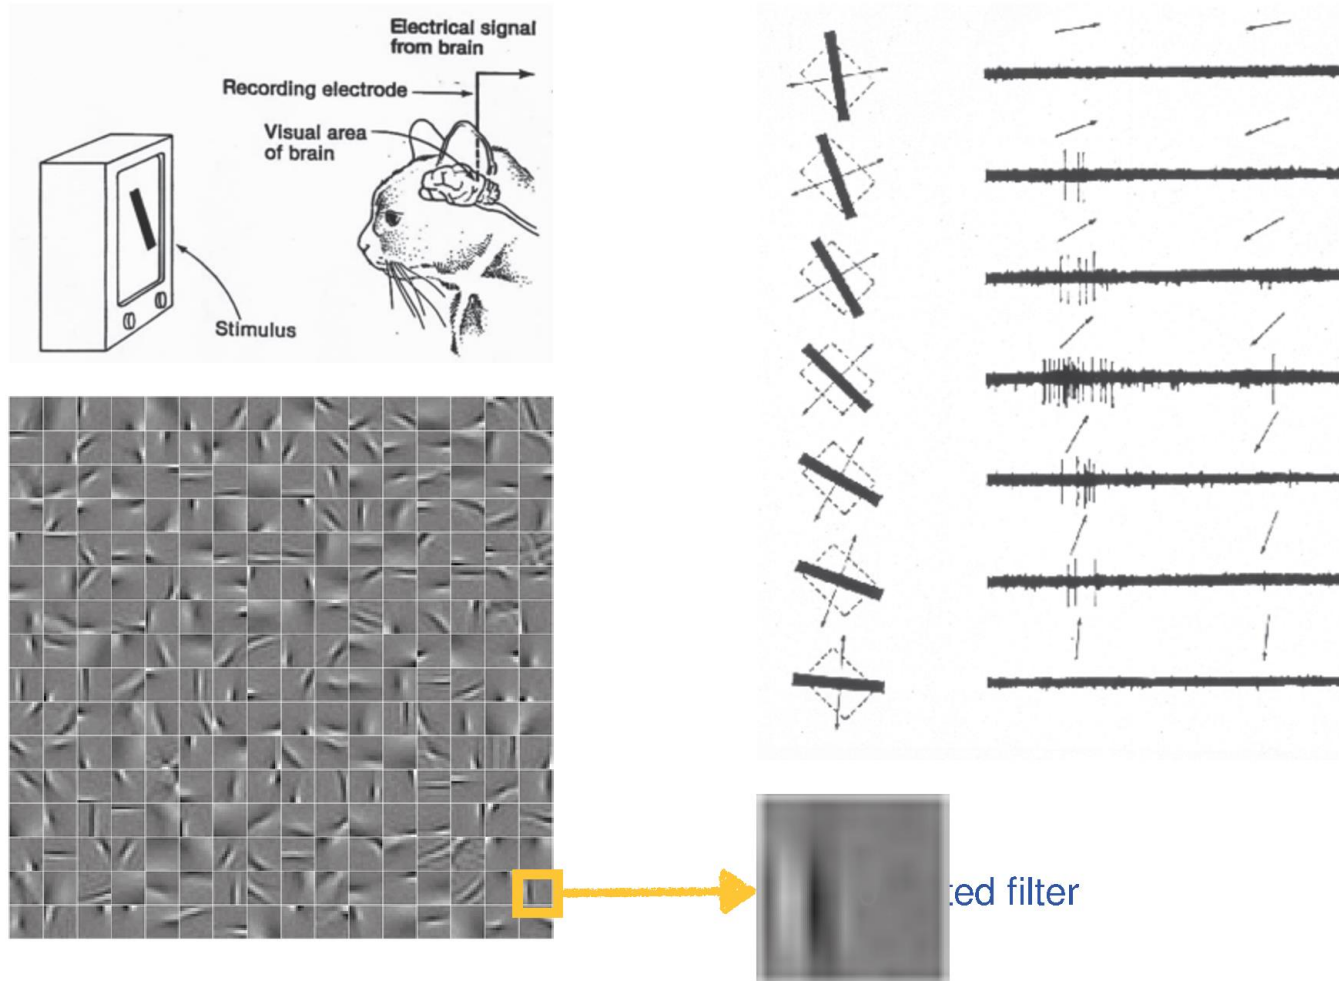 Electrical signal
from brain
Recording electrode
Visual area
of brain
Stimulus
ted filter